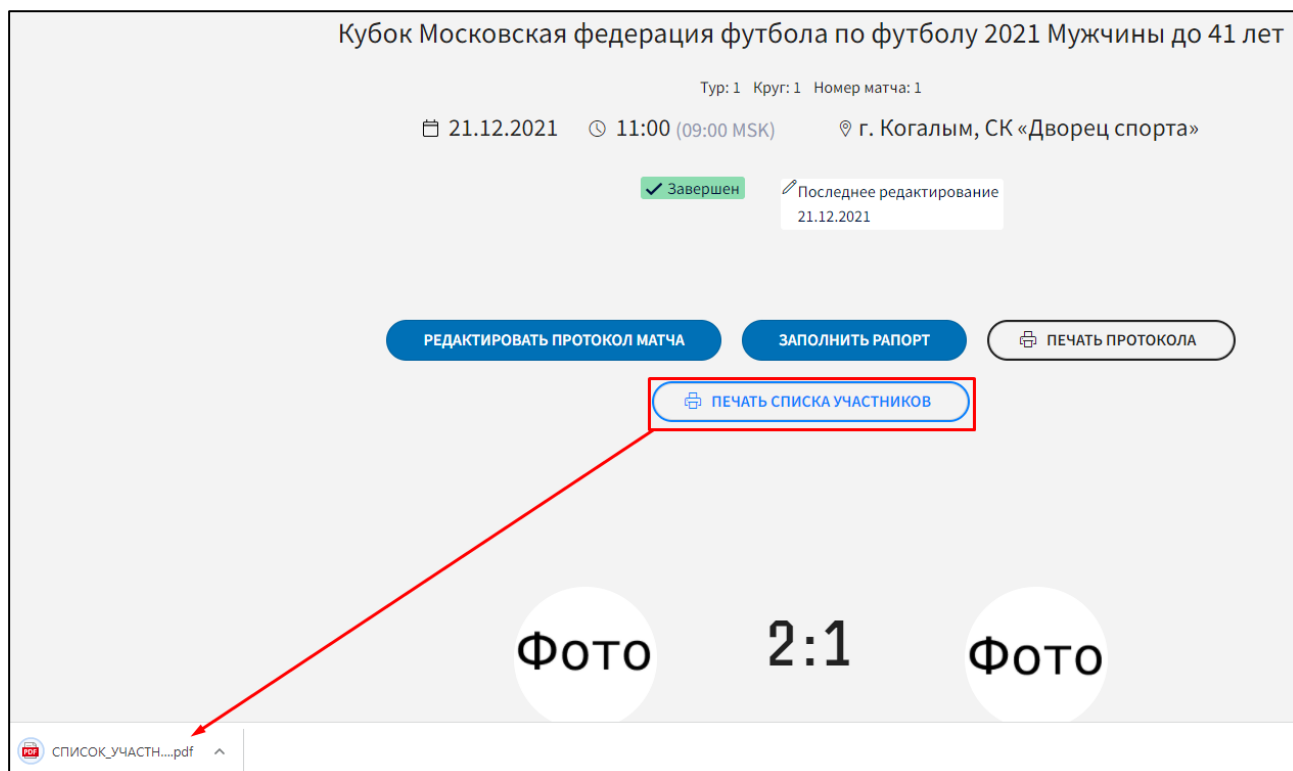 Кубок Московская федерация футбола по футболу 2021 Мужчины до 41 лет
Тур: 1 Круг: 1 Номер матча: 1
21.12.2021 11:00 (09:00 MSK) г. Когалым, СК «Дворец спорта»
Завершен
Последнее редактирование
21.12.2021
РЕДАКТИРОВАТЬ ПРОТОКОЛ МАТЧА
ЗАПОЛНИТЬ РАПОРТ
ПЕЧАТЬ ПРОТОКОЛА
ПЕЧАТЬ СПИСКА УЧАСТНИКОВ
Фото 2:1 Фото
PDF СПИСОК_УЧАСТН....pdf